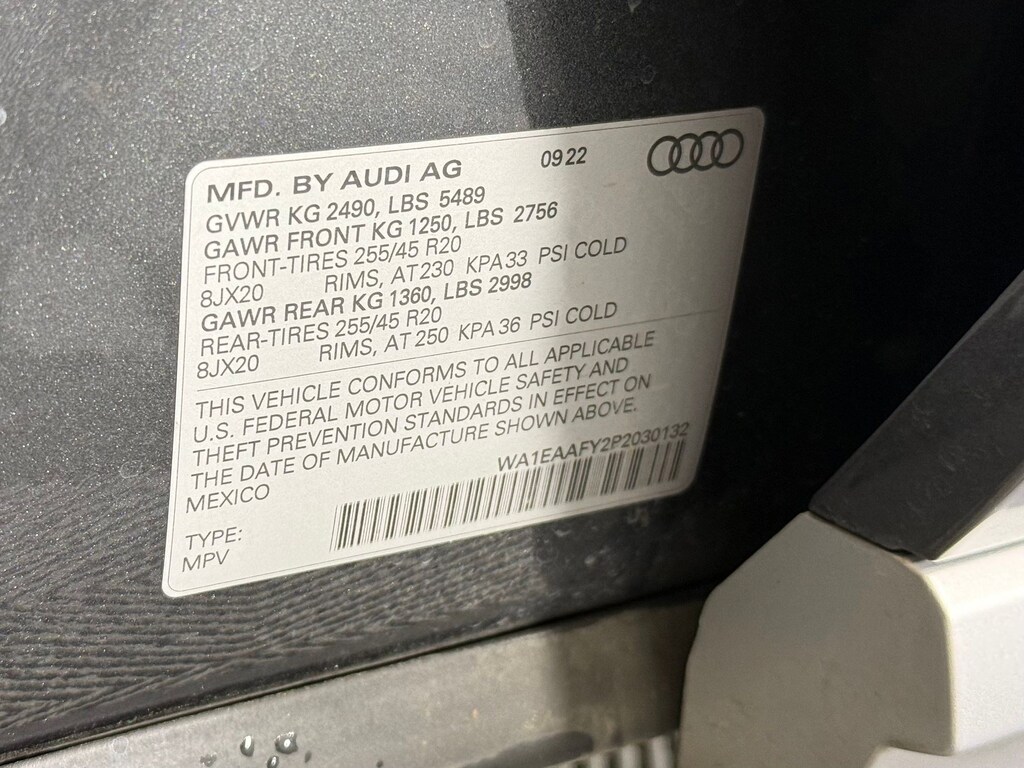 MFD. BY AUDI AG 09 22
GVWR KG 2490, LBS 5489
GAWR FRONT KG 1250, LBS 2756
FRONT-TIRES 255/45 R20
8JX20 RIMS, AT 230 KPA 33 PSI COLD
GAWR REAR KG 1360, LBS 2998
REAR-TIRES 255/45 R20
8JX20 RIMS, AT 250 KPA 36 PSI COLD
THIS VEHICLE CONFORMS TO ALL APPLICABLE
U.S. FEDERAL MOTOR VEHICLE SAFETY AND
THEFT PREVENTION STANDARDS IN EFFECT ON
THE DATE OF MANUFACTURE SHOWN ABOVE.
MEXICO
WA1EAAFY2P2030132
TYPE:
MPV